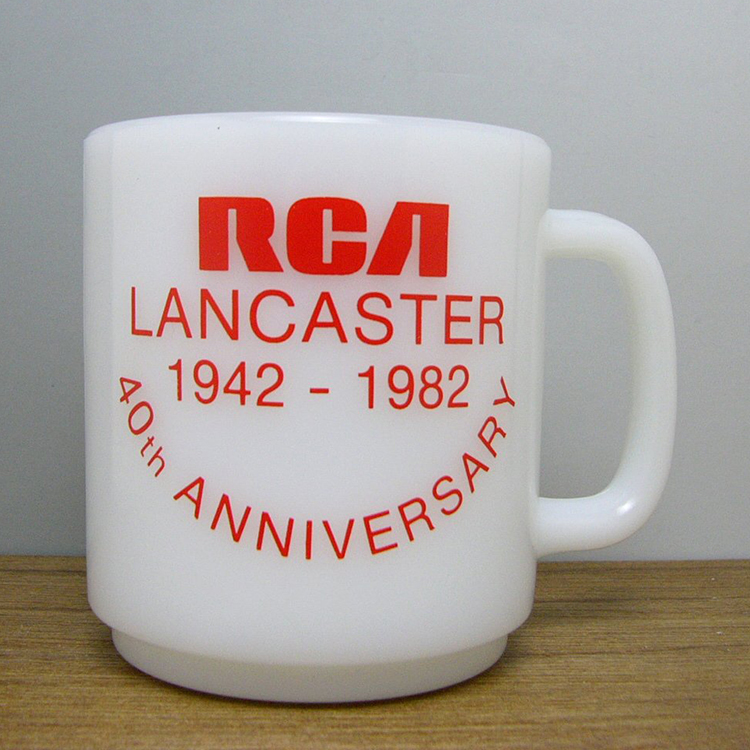 RCA
LANCASTER
1942 - 1982
40th ANNIVERSARY